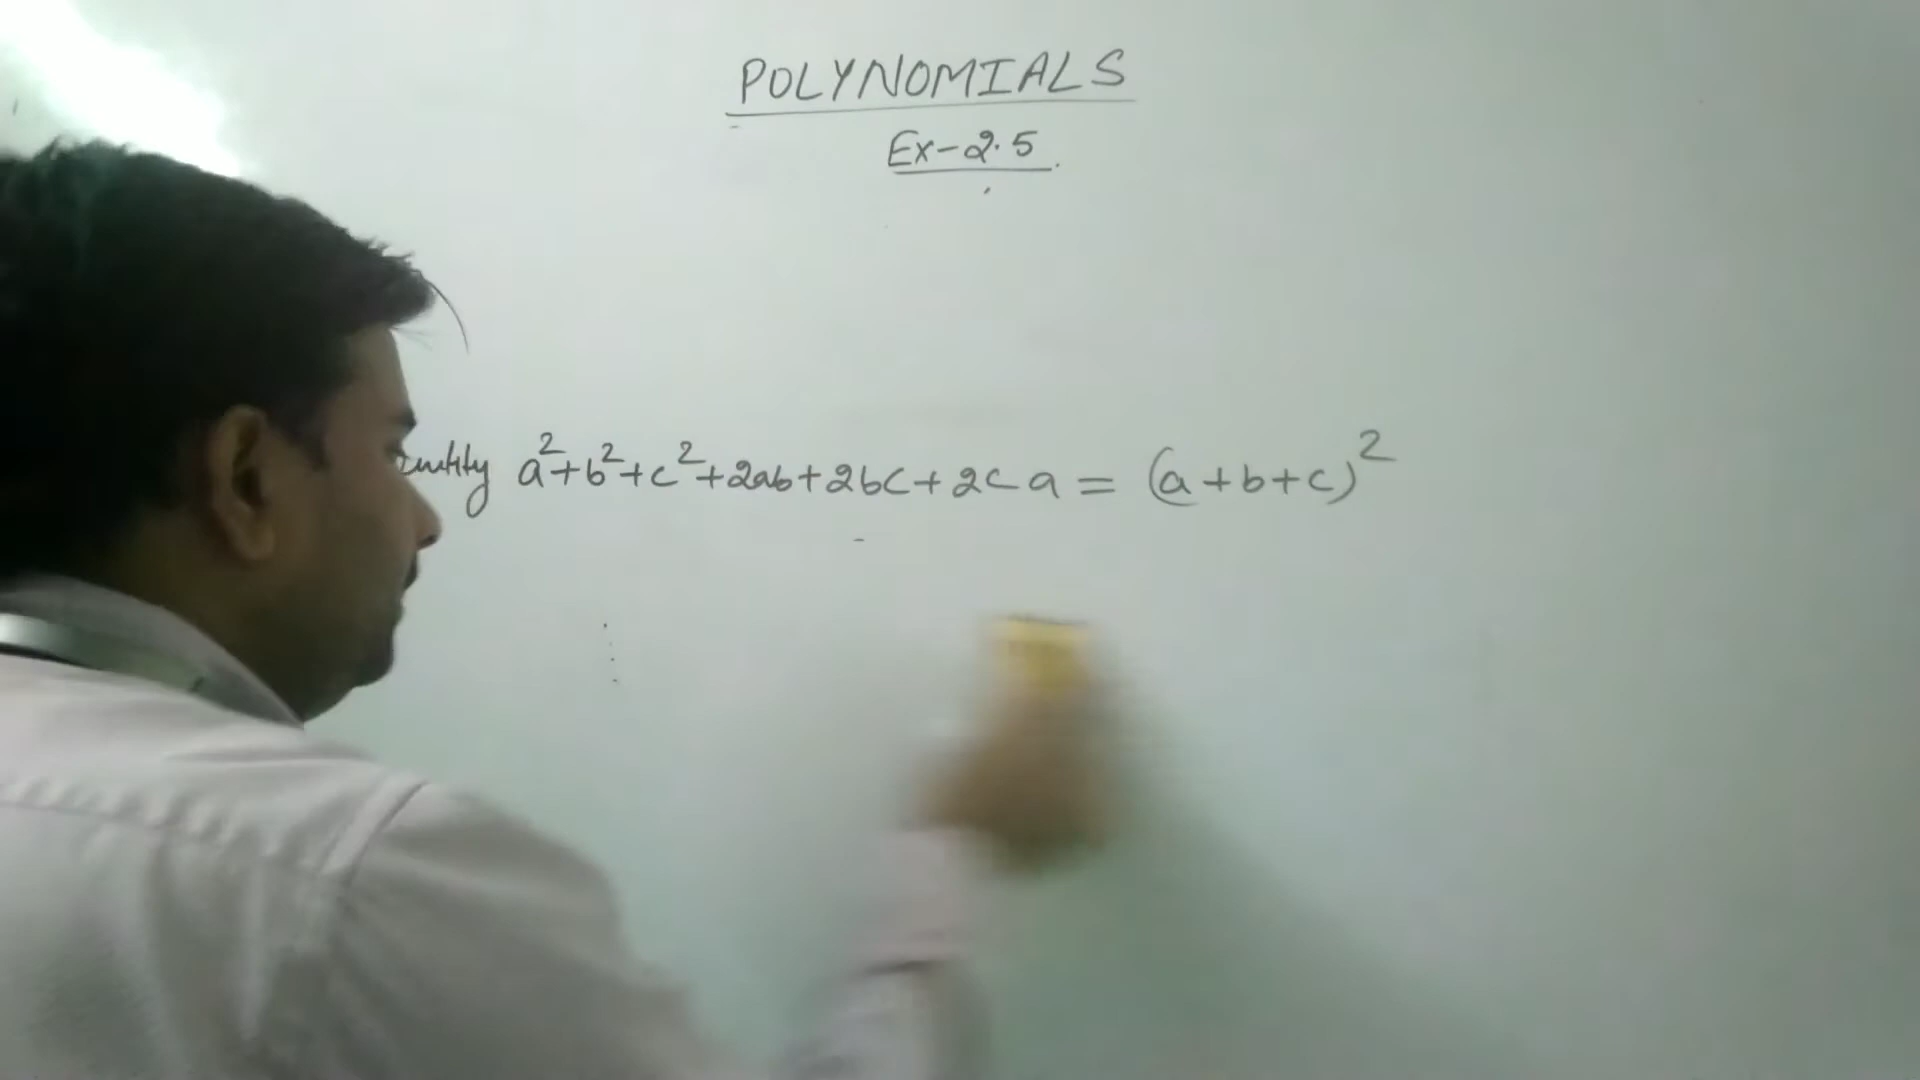 POLYNOMIALS
Ex-2.5
a²+b²+c²+2ab+2bc+2ca = (a+b+c)²